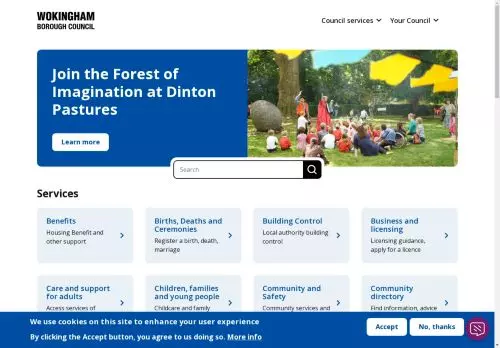 WOKINGHAM
BOROUGH COUNCIL
Council services
Your Council
Join the Forest of
Imagination at Dinton
Pastures
Learn more
Search
Services
Benefits
Housing Benefit and
other support
Births, Deaths and
Ceremonies
Register a birth, death,
marriage
Building Control
Local authority building
control
Business and
licensing
Licensing guidance,
apply for a licence
Care and support
for adults
Access services of
Children, families
and young people
Childcare and family
Community and
Safety
Community services and
Community
directory
Find information, advice
We use cookies on this site to enhance your user experience
By clicking the Accept button, you agree to us doing so. More info
Accept
No, thanks